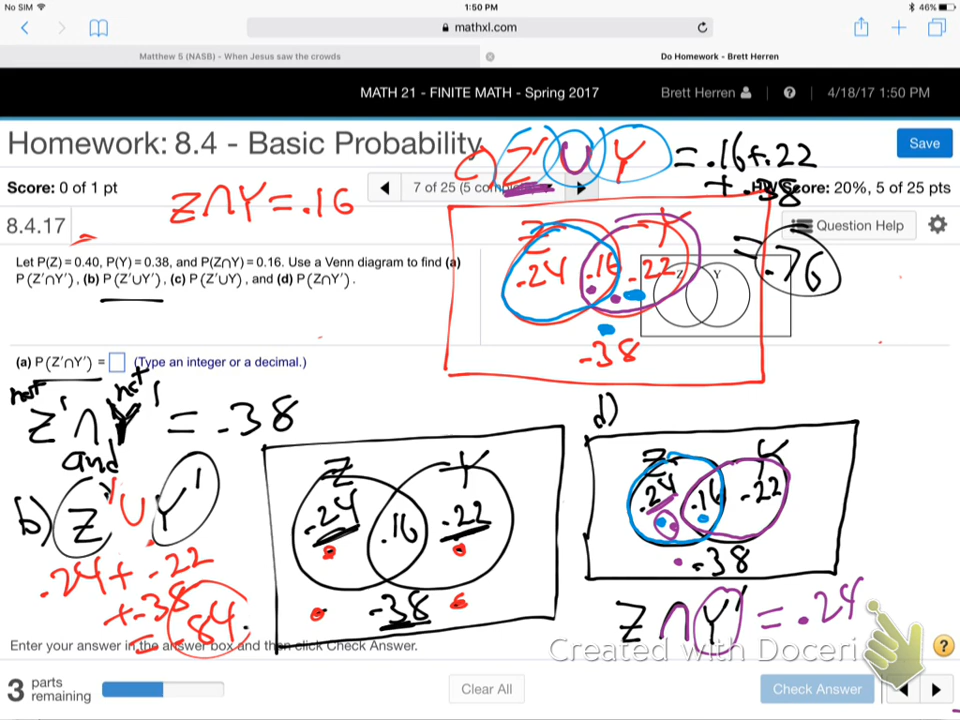 No SIM 1:50 PM 46%
mathxl.com
Matthew 5 (NASB) - When Jesus saw the crowds
Do Homework - Brett Herren
MATH 21 - FINITE MATH - Spring 2017
Brett Herren
4/18/17 1:50 PM
Homework: 8.4 - Basic Probability
Save
c) Z' ∪ Y = .16 + .22
+ .38
= .76
Score: 0 of 1 pt
7 of 25 (5 complete)
HW Score: 20%, 5 of 25 pts
Z∩Y = .16
8.4.17
Question Help
Let P(Z) = 0.40, P(Y) = 0.38, and P(Z∩Y) = 0.16. Use a Venn diagram to find (a)
P(Z'∩Y'), (b) P(Z'∪Y'), (c) P(Z'∪Y), and (d) P(Z∩Y').
Z Y
.24 .16 .22
.38
Z Y
(a) P(Z'∩Y') = (Type an integer or a decimal.)
not not
Z' ∩ Y' = .38
and
b) Z' ∪ Y'
.24 + .22
+ .38
= .84
Z Y
.24 .16 .22
.38
d)
Z Y
.24 .16 .22
.38
Z ∩ Y' = .24
Enter your answer in the answer box and then click Check Answer.
Created with Doceri
?
3 parts
remaining
Clear All
Check Answer